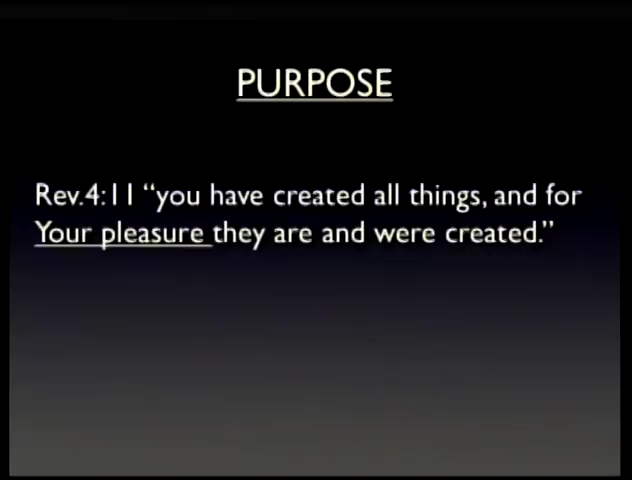 PURPOSE
Rev.4:11 “you have created all things, and for
Your pleasure they are and were created.”